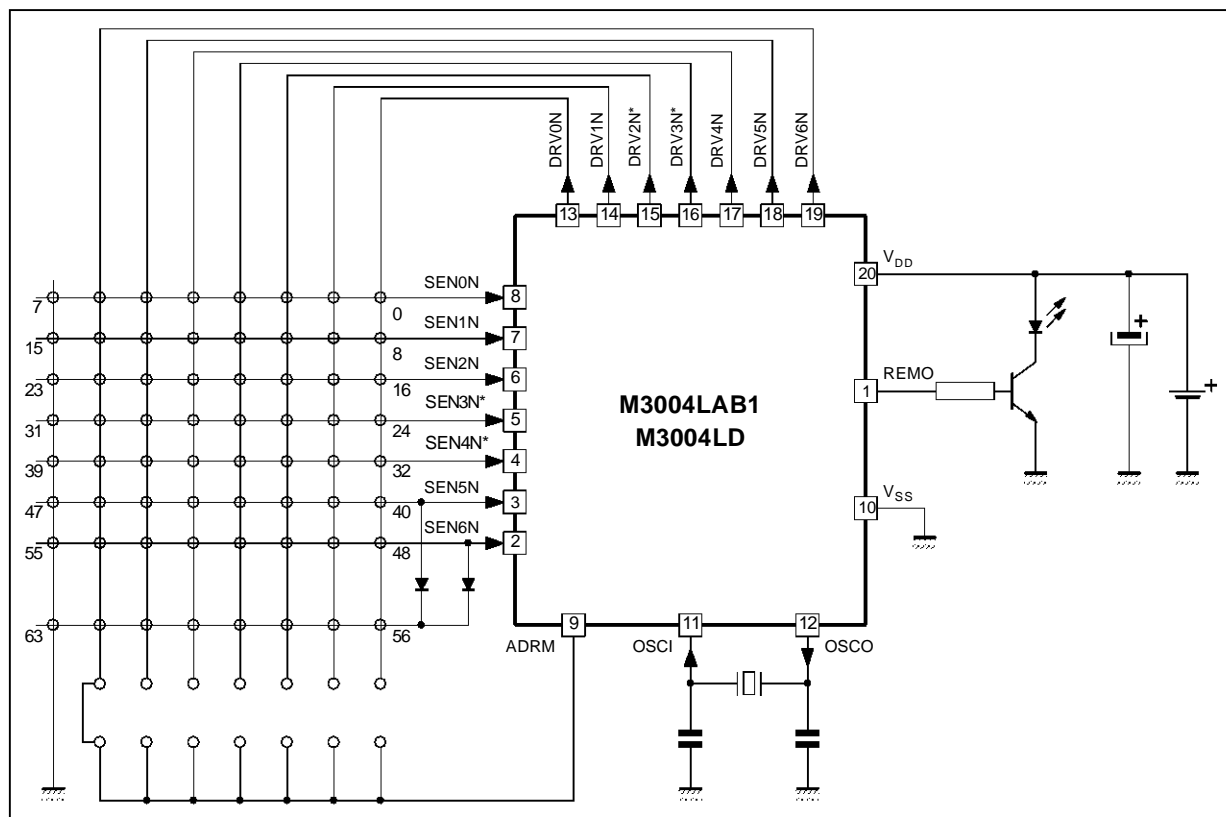 DRV0N
DRV1N
DRV2N*
DRV3N*
DRV4N
DRV5N
DRV6N
13 14 15 16 17 18 19
VDD
20
SEN0N
8
7
0
SEN1N
7
15
8
SEN2N
6
23
16
SEN3N*
5
31
24
SEN4N*
4
39
32
SEN5N
3
47
40
SEN6N
2
55
48
63
56
M3004LAB1
M3004LD
REMO
1
+
+
VSS
10
9 11 12
ADRM OSCI OSCO